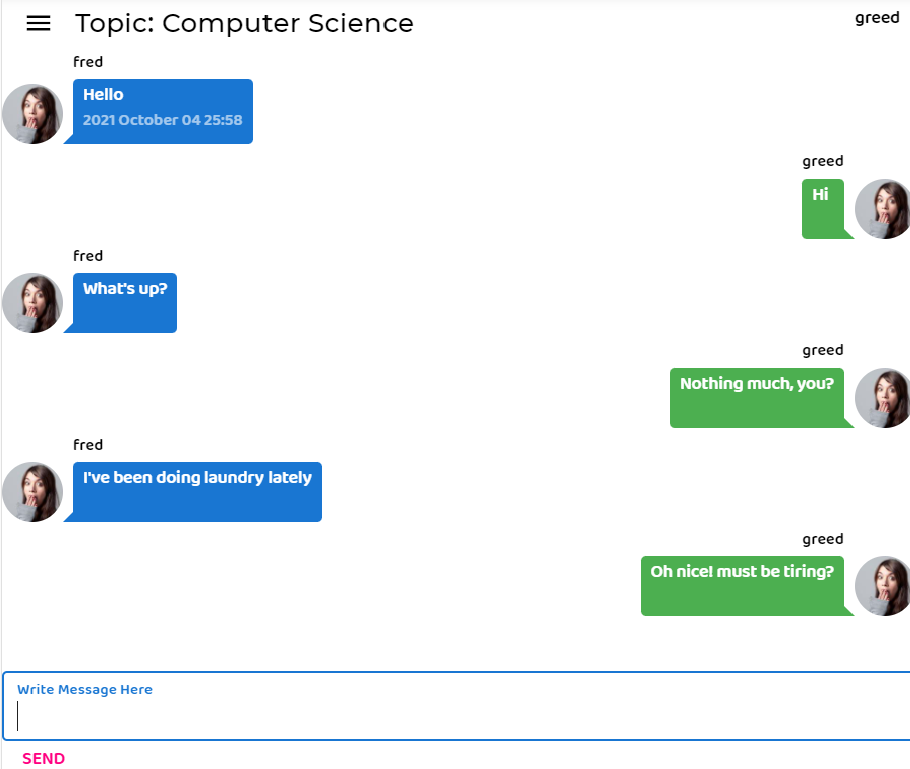 Topic: Computer Science
greed
fred
Hello
2021 October 04 25:58
greed
Hi
fred
What's up?
greed
Nothing much, you?
fred
I've been doing laundry lately
greed
Oh nice! must be tiring?
Write Message Here
SEND